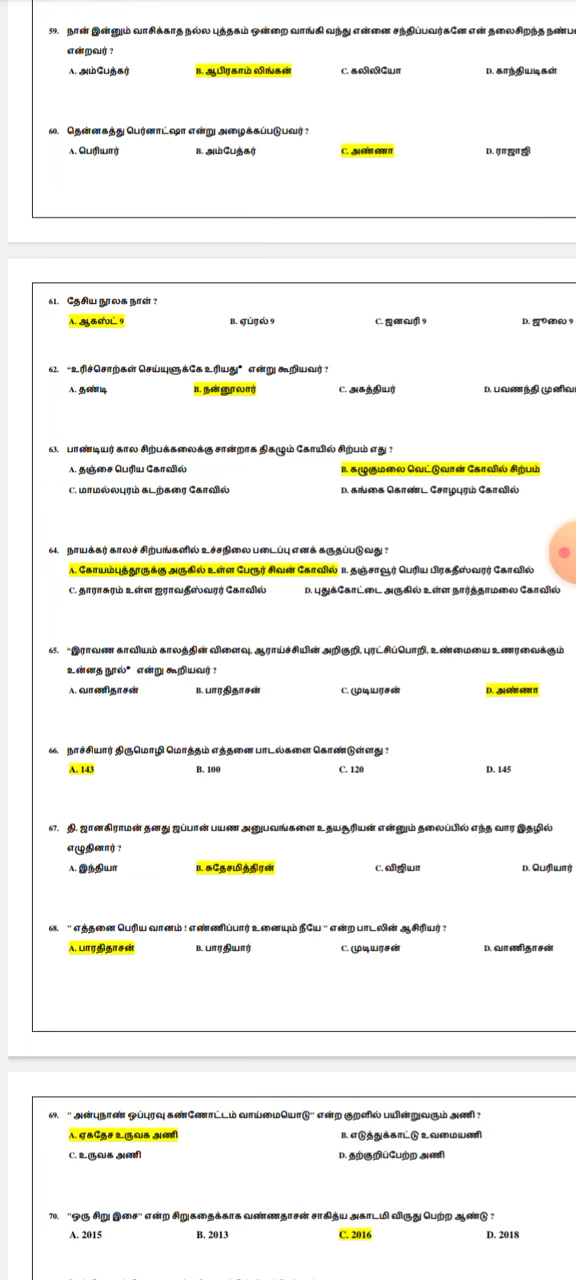 59. நான் இன்னும் வாசிக்காத நல்ல புத்தகம் ஒன்றை வாங்கி வந்து என்னை சந்திப்பவர்கனே என் தலைசிறந்த
என்றவர் ?
A. அம்பேத்கர் B. ஆபிரகாம் லிங்கன் C. கலிலியோ D. காந்தியடிகள்
60. தென்னகத்து பெர்னாட்ஷா என்று அழைக்கப்படுபவர் ?
A. பெரியார் B. அம்பேத்கர் C. அண்ணா D. ராஜாஜி
61. தேசிய நூலக நாள் ?
A. ஆகஸ்ட் 9 B. ஏப்ரல் 9 C. ஜனவரி 9 D. ஜூலை 9
62. "உரிச்சொற்கள் செய்யுளுக்கே உரியது" என்று கூறியவர் ?
A. தண்டி B. நன்னூலார் C. அகத்தியர் D. பவணந்தி
63. பாண்டியர் கால சிற்பக்கலைக்கு சான்றாக திகழும் கோயில் சிற்பம் எது ?
A. தஞ்சை பெரிய கோவில் B. கழுகுமலை வெட்டுவான் கோவில் சிற்பம்
C. மாமல்லபுரம் கடற்கரை கோவில் D. கங்கை கொண்ட சோழபுரம் கோவில்
64. நாயக்கர் காலச் சிற்பங்களில் உச்சநிலை படைப்பு எனக் கருதப்படுவது ?
A. கோயம்புத்தூருக்கு அருகில் உள்ள பேரூர் சிவன் கோவில் B. தஞ்சாவூர் பெரிய பிரகதீஸ்வரர் கோவில்
C. தாராசுரம் உள்ள ஐராவதீஸ்வரர் கோவில் D. புதுக்கோட்டை அருகில் உள்ள நார்த்தாமலை கோவில்
65. "இராவண காவியம் காலத்தின் விளைவு. ஆராய்ச்சியின் அறிகுறி. புரட்சிப்பொறி. உண்மையை உணரவைக்கும்
உன்னத நூல்" என்று கூறியவர் ?
A. வாணிதாசன் B. பாரதிதாசன் C. முடியரசன் D. அண்ணா
66. நாச்சியார் திருமொழி மொத்தம் எத்தனை பாடல்களை கொண்டுள்ளது ?
A. 143 B. 100 C. 120 D. 145
67. தி. ஜானகிராமன் தனது ஜப்பான் பயண அனுபவங்களை உதயசூரியன் என்னும் தலைப்பில் எந்த வார இதழில்
எழுதினார் ?
A. இந்தியா B. சுதேசமித்திரன் C. விஜியா D. பெரியார்
68. " எத்தனை பெரிய வானம் ! எண்ணிப்பார் உனையும் நீயே " என்ற பாடலின் ஆசிரியர் ?
A. பாரதிதாசன் B. பாரதியார் C. முடியரசன் D. வாணிதாசன்
69. " அன்புநாண் ஒப்புரவு கண்ணோட்டம் வாய்மையொடு" என்ற குறளில் பயின்றுவரும் அணி ?
A. ஏகதேச உருவக அணி B. எடுத்துக்காட்டு உவமையணி
C. உருவக அணி D. தற்குறிப்பேற்ற அணி
70. "ஒரு சிறு இசை" என்ற சிறுகதைக்காக வண்ணதாசன் சாகித்ய அகாடமி விருது பெற்ற ஆண்டு ?
A. 2015 B. 2013 C. 2016 D. 2018